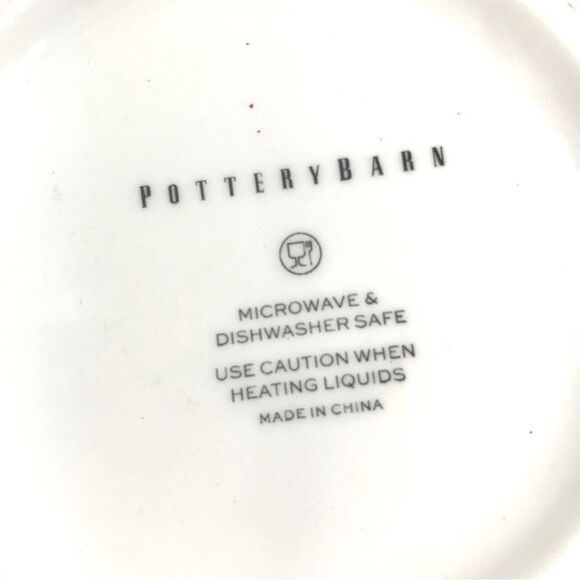 POTTERYBARN
MICROWAVE &
DISHWASHER SAFE
USE CAUTION WHEN
HEATING LIQUIDS
MADE IN CHINA